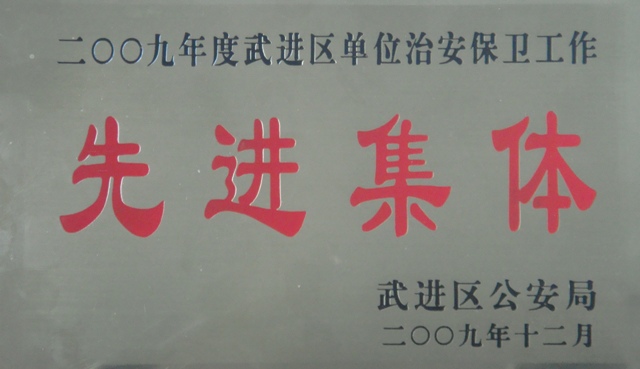 二〇〇九年度武进区单位治安保卫工作
先进集体
武进区公安局
二〇〇九年十二月